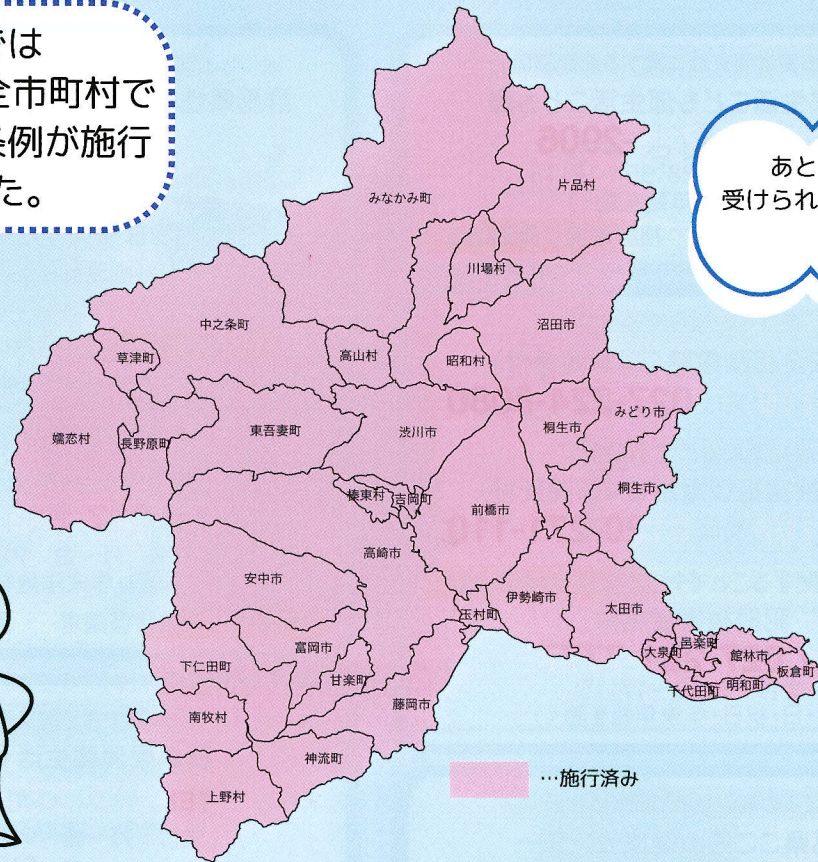 では
全市町村で
条例が施行
た。
あと
受けられ
みなかみ町
片品村
川場村
沼田市
中之条町
草津町
高山村
昭和村
みどり市
嬬恋村
長野原町
東吾妻町
渋川市
桐生市
桐生市
榛東村
吉岡町
前橋市
高崎市
安中市
伊勢崎市
玉村町
太田市
富岡市
邑楽町
大泉町
館林市
板倉町
下仁田町
甘楽町
千代田町
明和町
藤岡市
南牧村
神流町
上野村
…施行済み